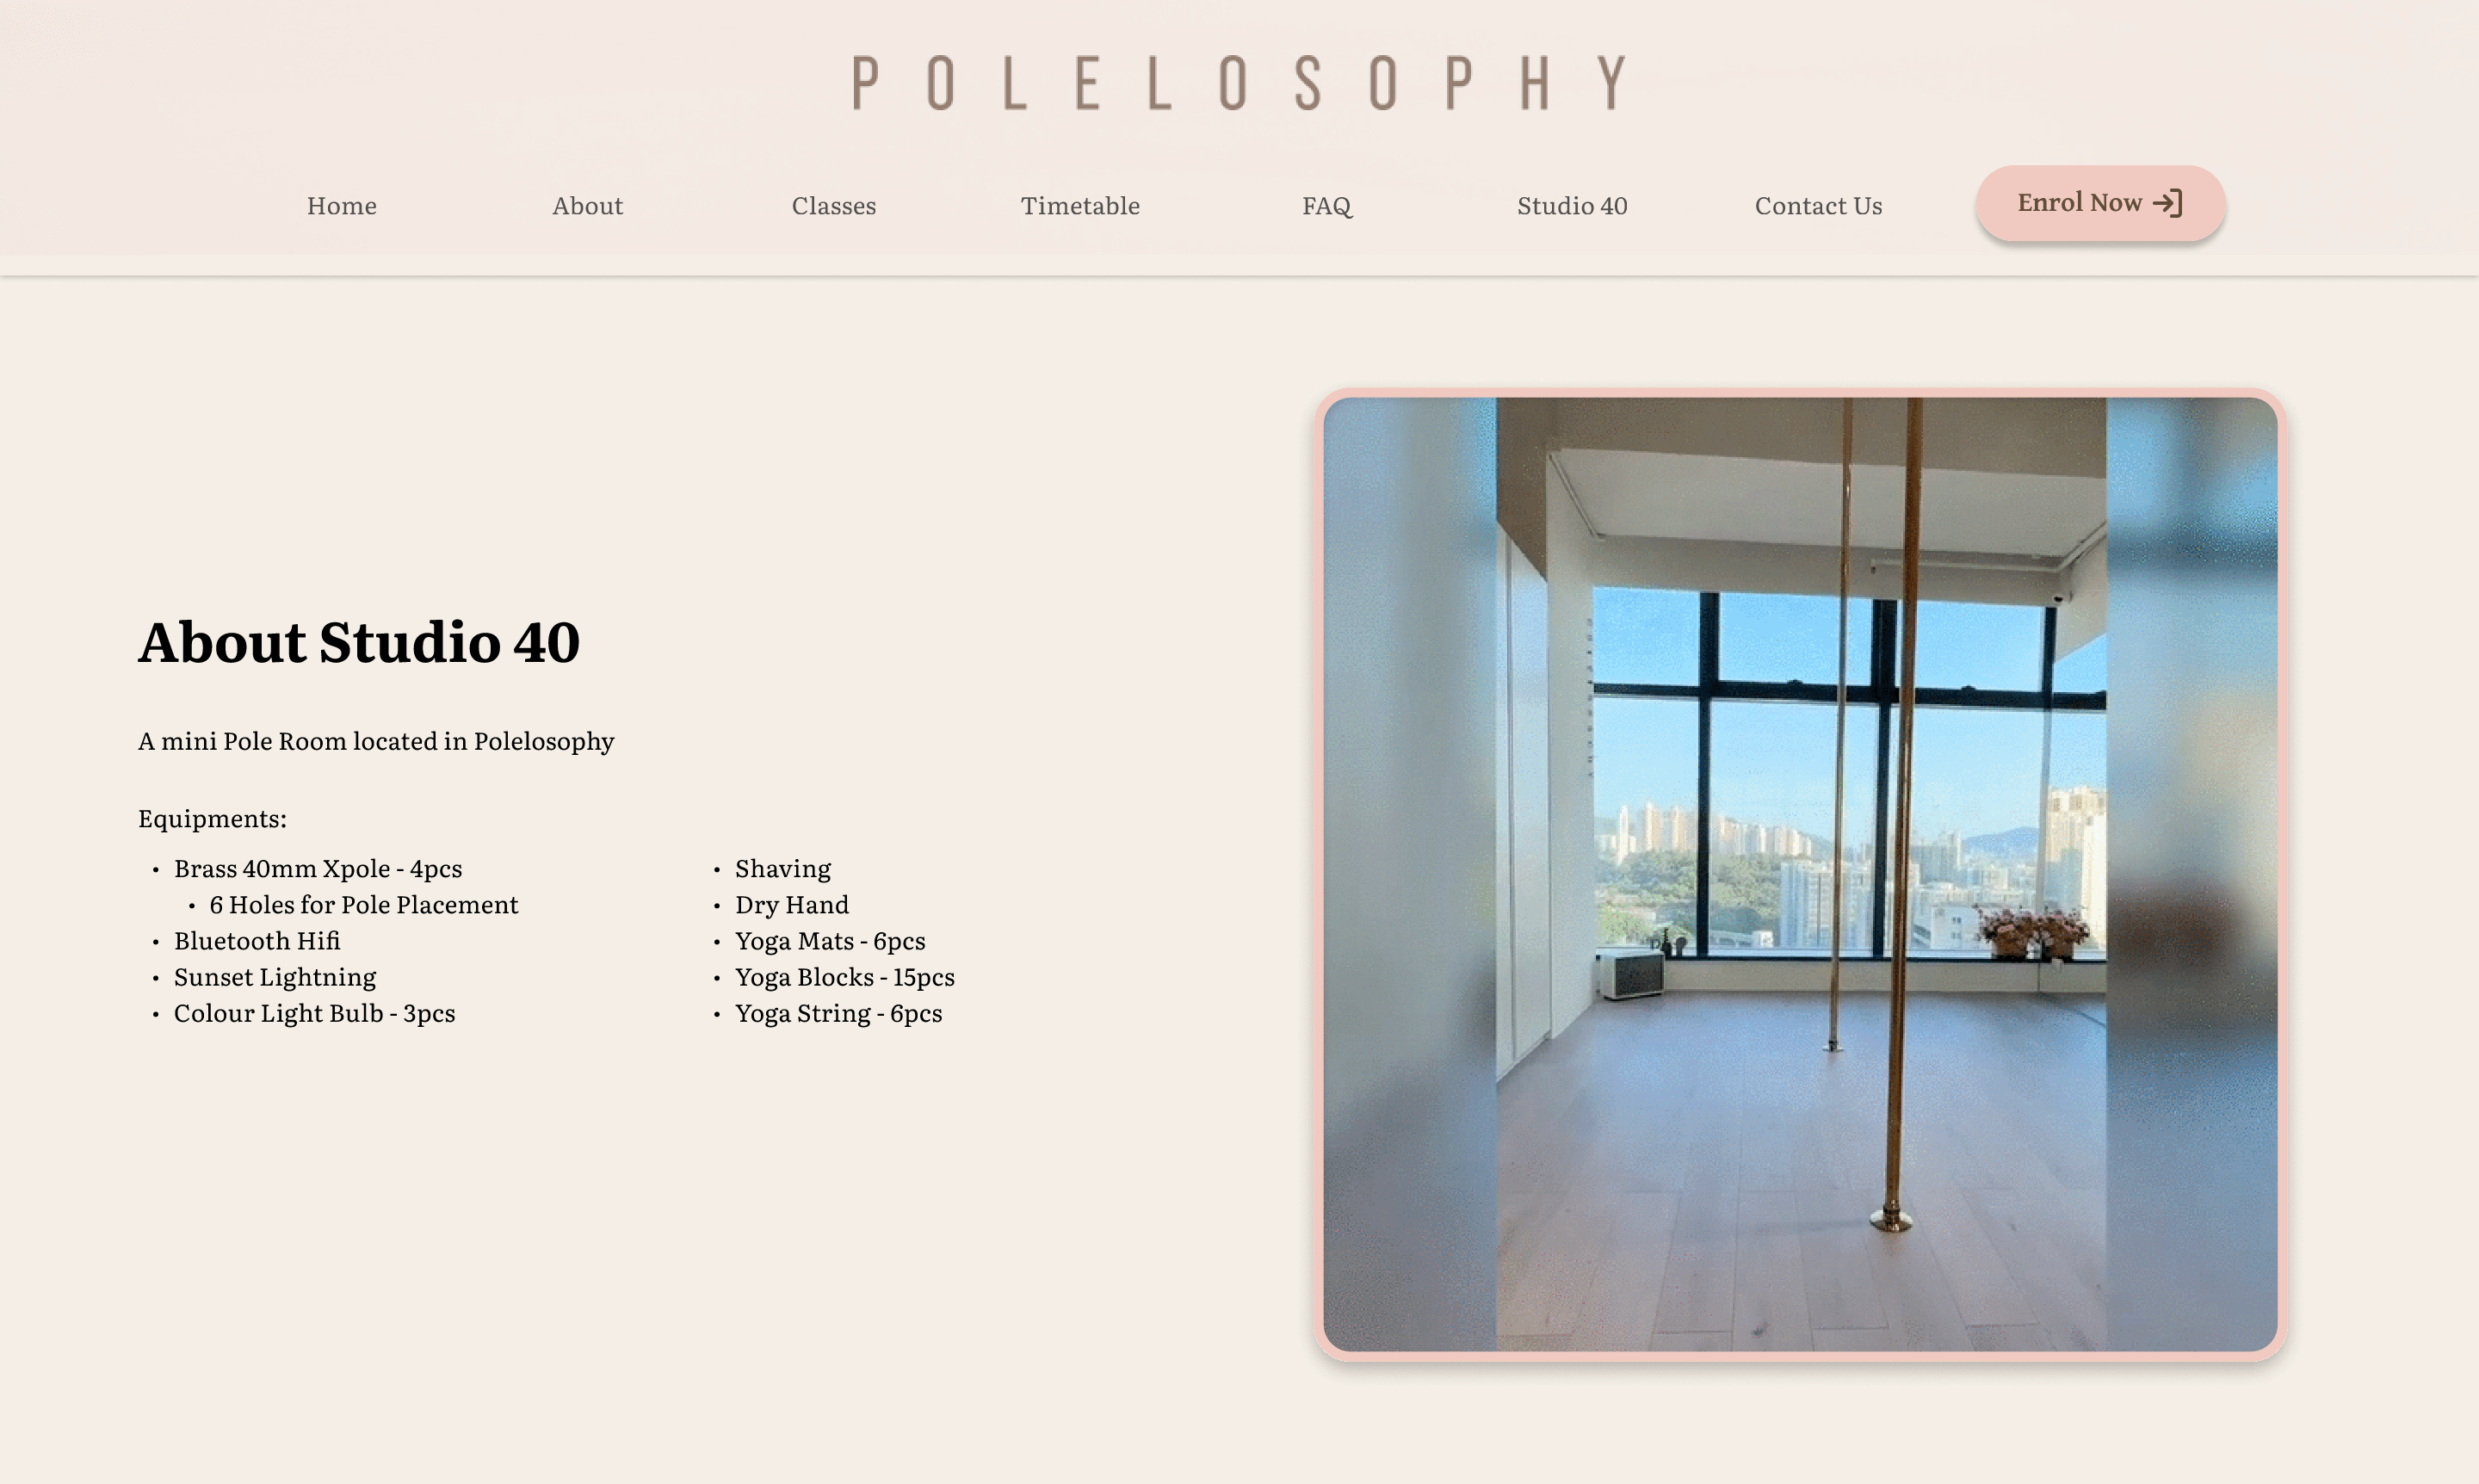 POLELOSOPHY
Home About Classes Timetable FAQ Studio 40 Contact Us Enrol Now
About Studio 40
A mini Pole Room located in Polelosophy
Equipments:
• Brass 40mm Xpole - 4pcs
• 6 Holes for Pole Placement
• Bluetooth Hifi
• Sunset Lightning
• Colour Light Bulb - 3pcs
• Shaving
• Dry Hand
• Yoga Mats - 6pcs
• Yoga Blocks - 15pcs
• Yoga String - 6pcs